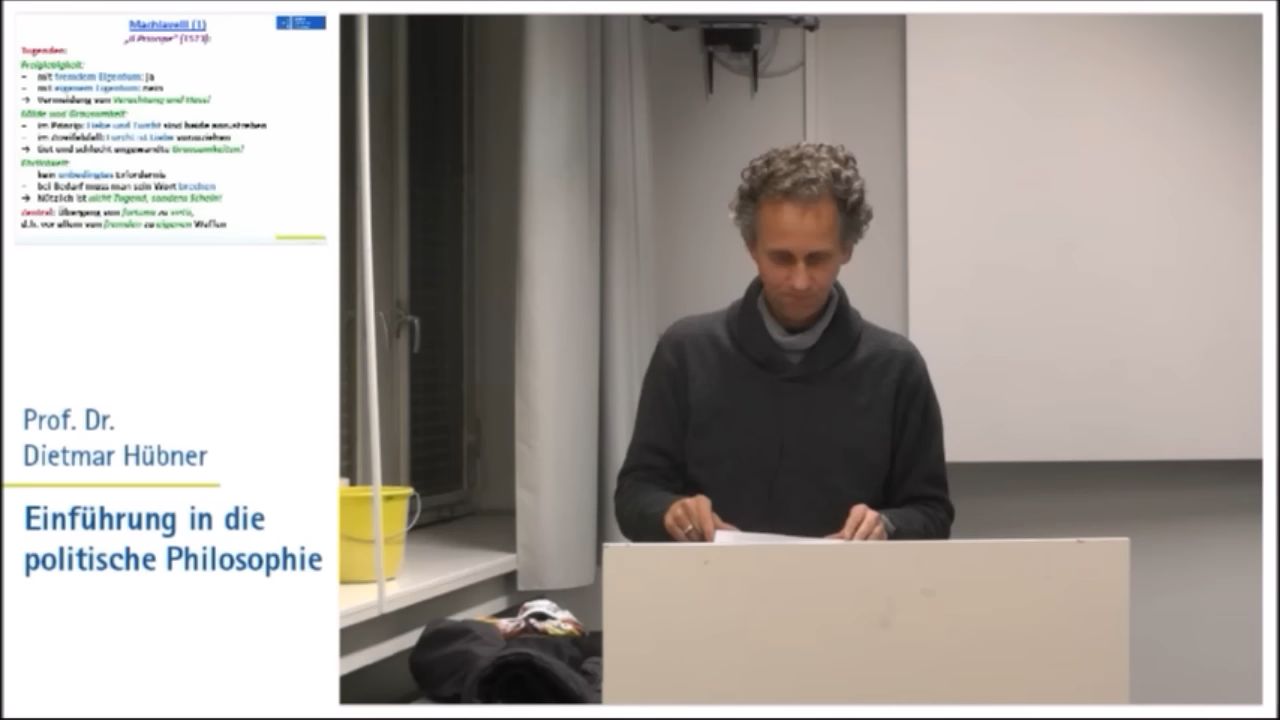 Machiavelli (1)
„Il Principe“ (1513):
Tugenden:
Freigiebigkeit:
- mit fremdem Eigentum: ja
- mit eigenem Eigentum: nein
→ Vermeidung von Verachtung und Hass!
Milde und Grausamkeit:
- im Prinzip: Liebe und Furcht sind beide anzustreben
- im Zweifelsfall: Furcht ist Liebe vorzuziehen
→ Gut und schlecht angewandte Grausamkeiten!
Ehrlichkeit:
kein unbedingtes Erfordernis
- bei Bedarf muss man sein Wort brechen
→ Nützlich ist nicht Tugend, sondern Schein!
Zentral: Übergang von fortuna zu virtù,
d.h. vor allem von fremden zu eigenen Waffen
Prof. Dr.
Dietmar Hübner
Einführung in die
politische Philosophie